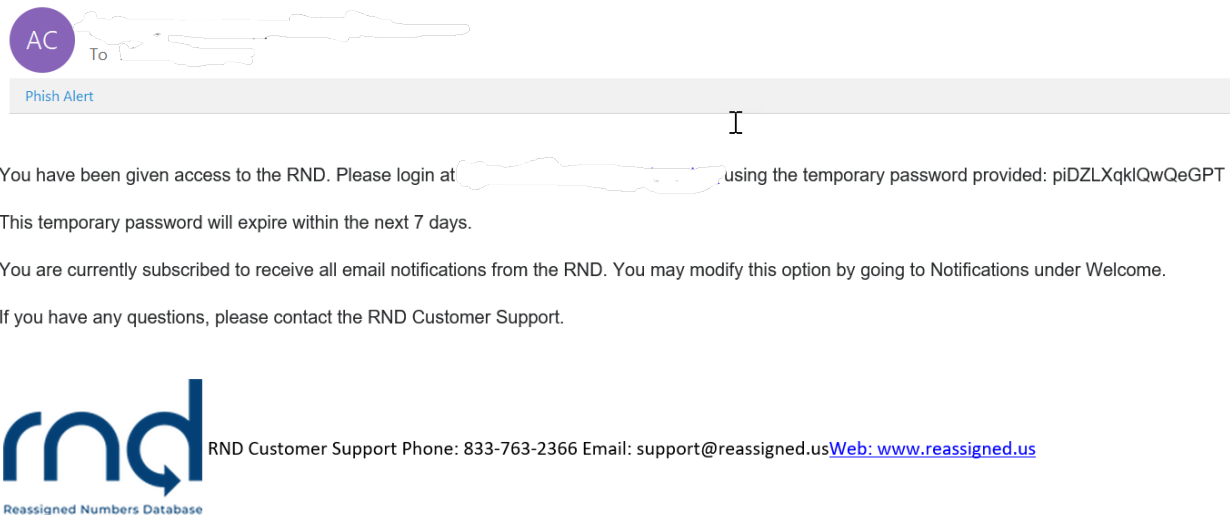 AC
To
Phish Alert
You have been given access to the RND. Please login at using the temporary password provided: piDZLXqklQwQeGPT
This temporary password will expire within the next 7 days.
You are currently subscribed to receive all email notifications from the RND. You may modify this option by going to Notifications under Welcome.
If you have any questions, please contact the RND Customer Support.
rnd
RND Customer Support Phone: 833-763-2366 Email: support@reassigned.usWeb: www.reassigned.us
Reassigned Numbers Database